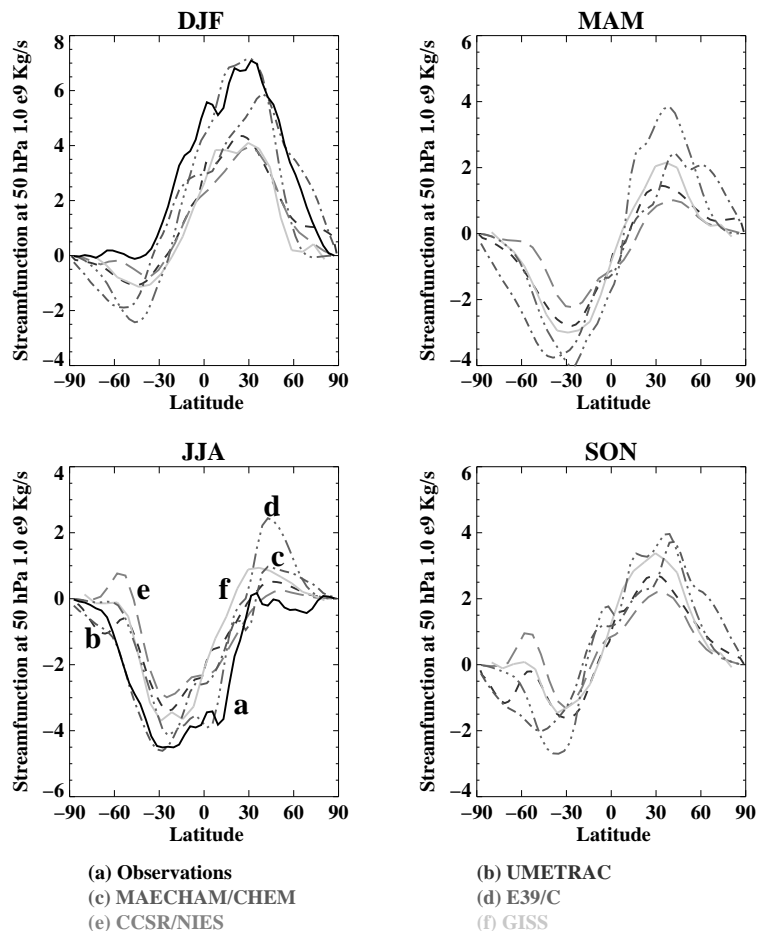 DJF
Streamfunction at 50 hPa 1.0 e9 Kg/s
8
6
4
2
0
−2
−4
−90 −60 −30 0 30 60 90
Latitude
MAM
Streamfunction at 50 hPa 1.0 e9 Kg/s
6
4
2
0
−2
−4
−90 −60 −30 0 30 60 90
Latitude
JJA
Streamfunction at 50 hPa 1.0 e9 Kg/s
4
2
0
−2
−4
−6
d
c
e
f
b
a
−90 −60 −30 0 30 60 90
Latitude
SON
Streamfunction at 50 hPa 1.0 e9 Kg/s
6
4
2
0
−2
−4
−90 −60 −30 0 30 60 90
Latitude
(a) Observations
(b) UMETRAC
(c) MAECHAM/CHEM
(d) E39/C
(e) CCSR/NIES
(f) GISS